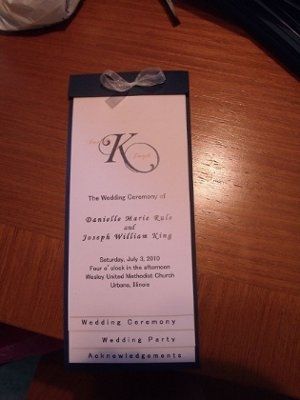 K
The Wedding Ceremony of
Danielle Marie Rule
and
Joseph William King
Saturday, July 3, 2010
Four o'clock in the afternoon
Wesley United Methodist Church
Urbana, Illinois
Wedding Ceremony
Wedding Party
Acknowledgements